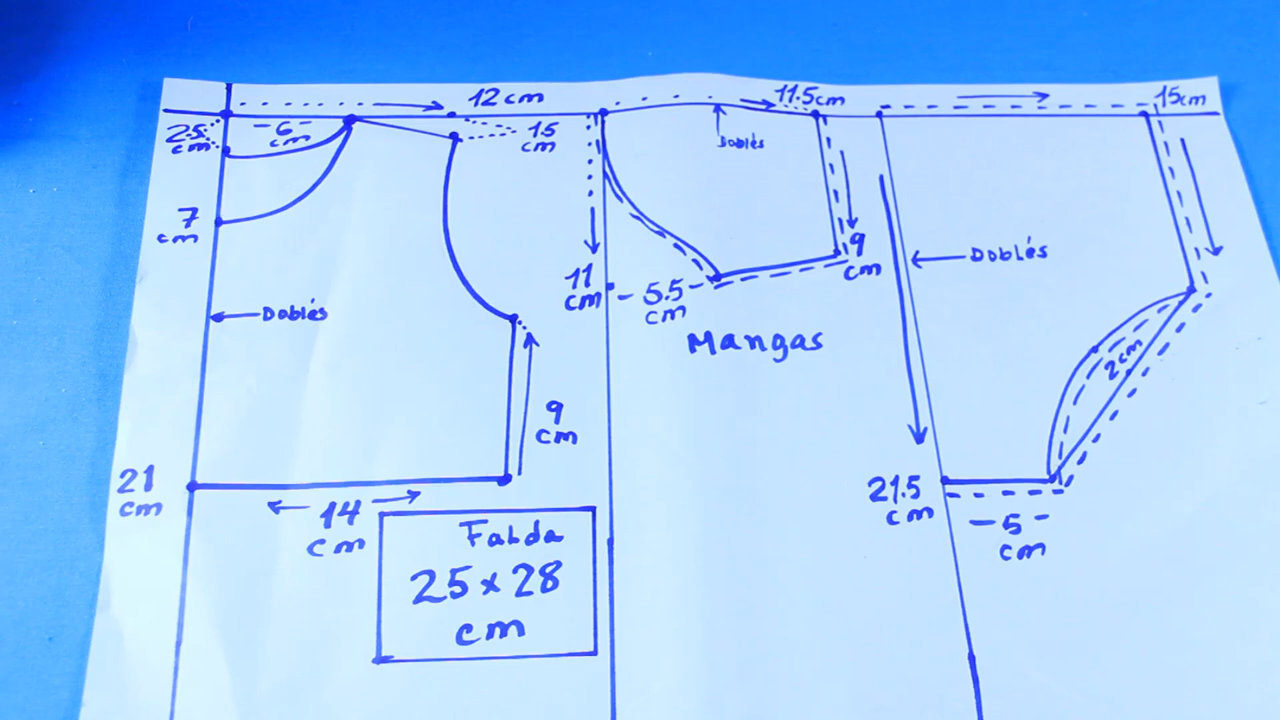 12 cm
2.5
cm
- 6 -
cm
1.5
cm
7
cm
Doblés
9
cm
21
cm
14
cm
Falda
25 x 28
cm
11.5cm
Doblés
11
cm
- 5.5 -
cm
9
cm
Mangas
15cm
Doblés
2cm
21.5
cm
- 5 -
cm